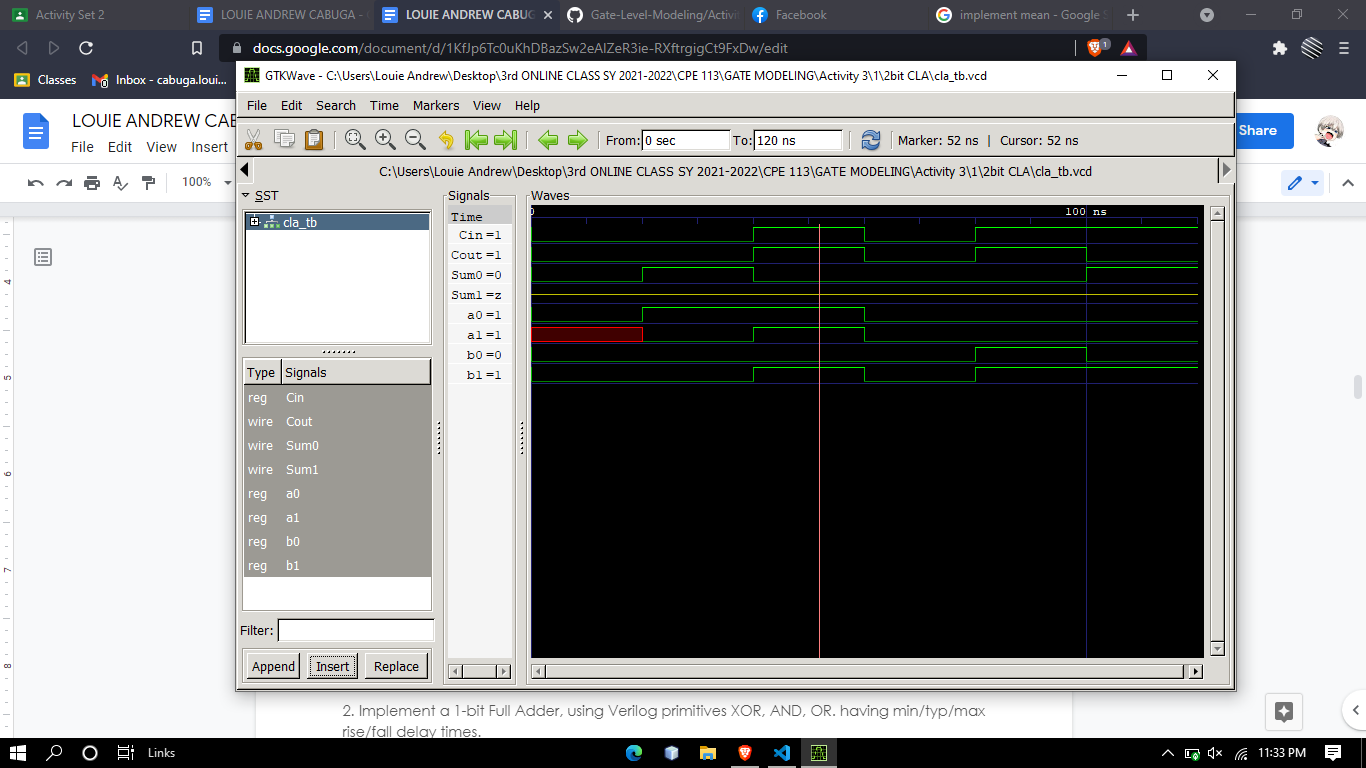 Activity Set 2
LOUIE ANDREW CABUGA -
LOUIE ANDREW CABUG
Gate-Level-Modeling/Activi
Facebook
implement mean - Google S
docs.google.com/document/d/1KfJp6Tc0uKhDBazSw2eAIZeR3ie-RXftrgigCt9FxDw/edit
1
Classes
Inbox - cabuga.loui...
LOUIE ANDREW CAB
File Edit View Insert
Share
100%
GTKWave - C:\Users\Louie Andrew\Desktop\3rd ONLINE CLASS SY 2021-2022\CPE 113\GATE MODELING\Activity 3\1\2bit CLA\cla_tb.vcd
File Edit Search Time Markers View Help
From: 0 sec To: 120 ns Marker: 52 ns | Cursor: 52 ns
C:\Users\Louie Andrew\Desktop\3rd ONLINE CLASS SY 2021-2022\CPE 113\GATE MODELING\Activity 3\1\2bit CLA\cla_tb.vcd
SST
cla_tb
Type Signals
reg Cin
wire Cout
wire Sum0
wire Sum1
reg a0
reg a1
reg b0
reg b1
Filter:
Append Insert Replace
Signals
Time
Cin =1
Cout =1
Sum0 =0
Sum1 =z
a0 =1
a1 =1
b0 =0
b1 =1
Waves
0 100 ns
4
5
6
7
8
2. Implement a 1-bit Full Adder, using Verilog primitives XOR, AND, OR. having min/typ/max
rise/fall delay times.
Links
11:33 PM